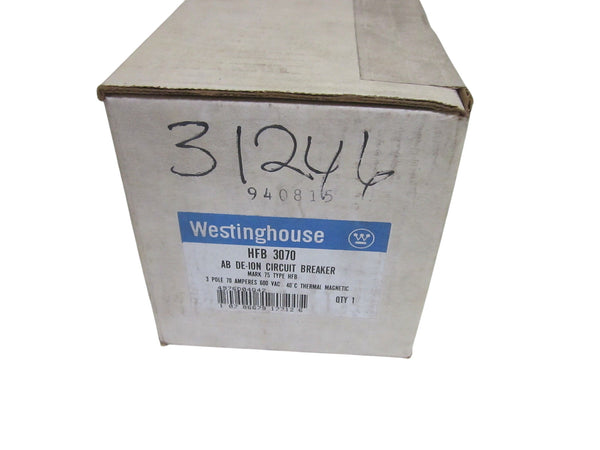 31246
940815
Westinghouse W
HFB 3070
AB DE-ION CIRCUIT BREAKER
MARK 75 TYPE HFB
3 POLE 70 AMPERES 600 VAC 40°C THERMAL MAGNETIC
QTY 1